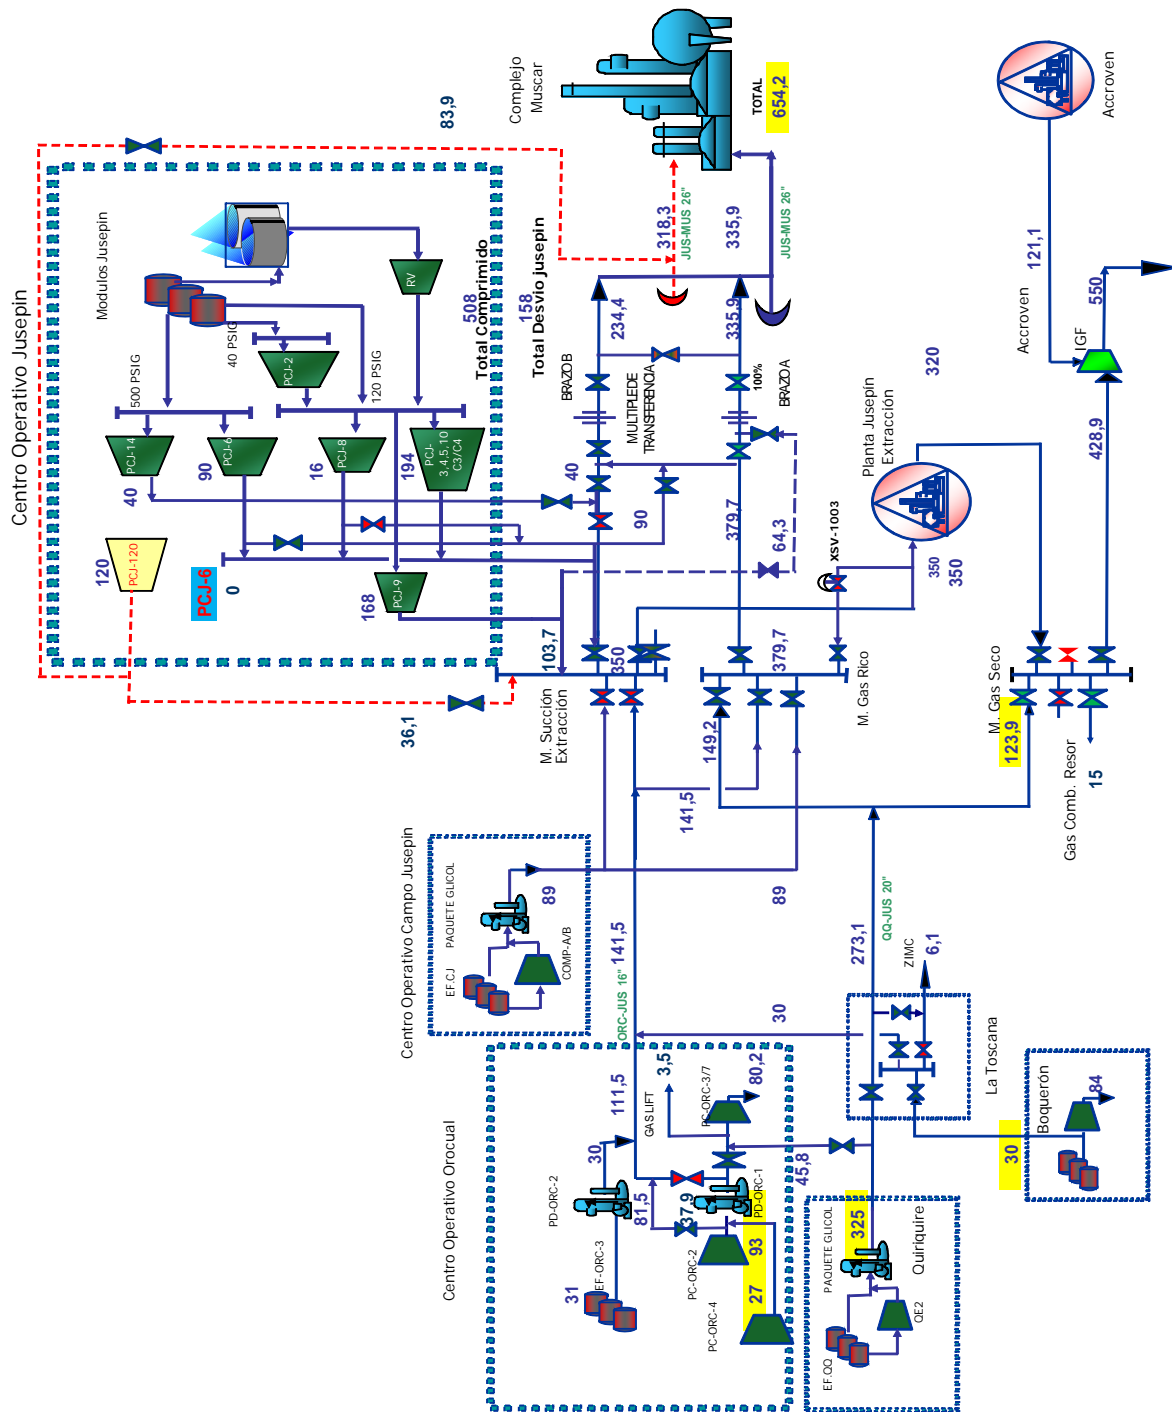 Centro Operativo Jusepin
Modulos Jusepin
500 PSIG
40 PSIG
120 PSIG
PCJ-14
PCJ-6
PCJ-2
PCJ-8
PCJ-
3,4,5,10
C3/C4
RV
PCJ-9
PCJ-120
PCJ-6
40
90
16
194
120
0
168
Total Comprimido
508
158
Total Desvio jusepin
83,9
36,1
Complejo
Muscar
TOTAL
654,2
318,3
JUS-MUS 26"
335,9
JUS-MUS 26"
234,4
335,9
BRAZO B
MULTIPLE DE
TRANSFERENCIA
100%
BRAZO A
40
90
379,7
64,3
103,7
350
379,7
XSV-1003
350
350
Planta Jusepin
Extracción
320
Accroven
121,1
Accroven
IGF
550
428,9
M. Succión
Extracción
M. Gas Rico
M. Gas Seco
149,2
141,5
123,9
Gas Comb. Resor
15
Centro Operativo Campo Jusepin
EF.CJ
PAQUETE GLICOL
COMP-A/B
89
89
141,5
ORC-JUS 16"
30
273,1
QQ-JUS 20"
ZIMC
6,1
La Toscana
Centro Operativo Orocual
111,5
GAS LIFT
3,5
PC-ORC-3/7
80,2
30
PD-ORC-2
81,5
37,9
PD-ORC-1
EF-ORC-3
31
PC-ORC-2
93
PC-ORC-4
27
45,8
325
Quiriquire
PAQUETE GLICOL
EF.QQ
QE2
Boquerón
30
84